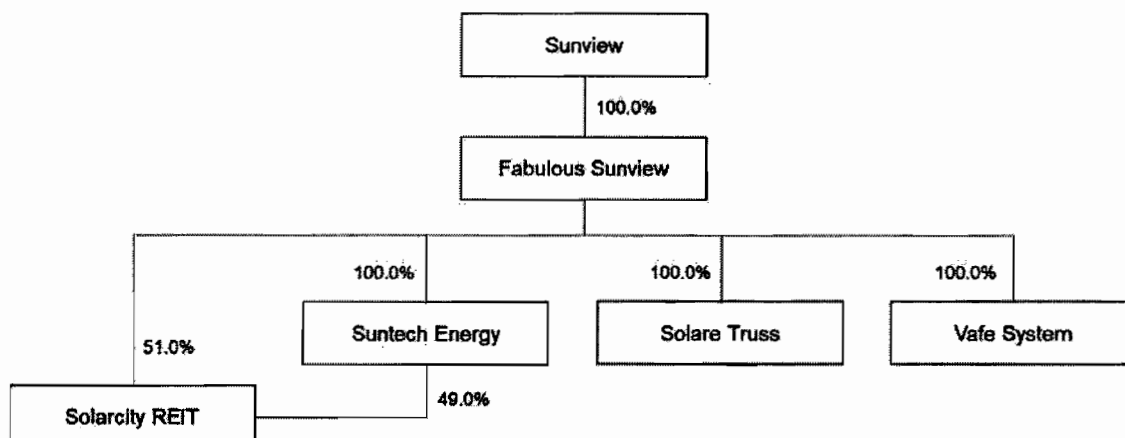 Sunview
100.0%
Fabulous Sunview
100.0%
100.0%
100.0%
Suntech Energy
Solare Truss
Vafe System
51.0%
49.0%
Solarcity REIT